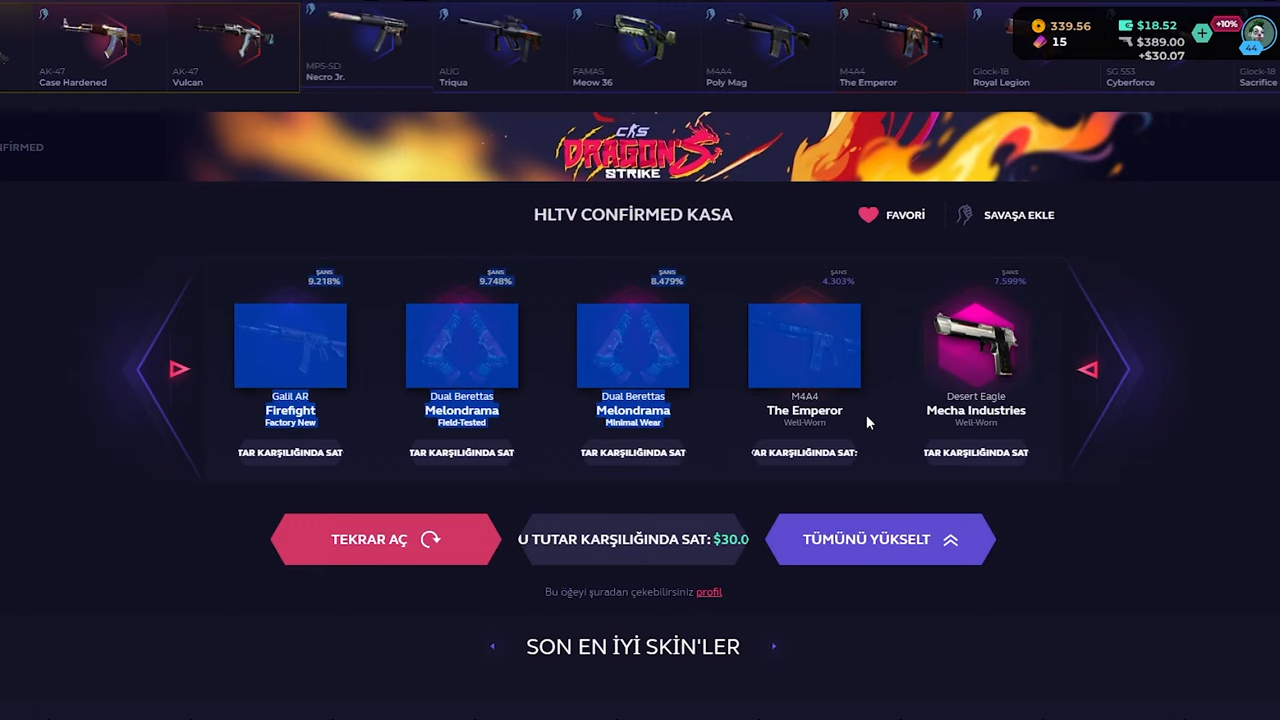 AK-47
Case Hardened
AK-47
Vulcan
MP5-SD
Necro Jr.
AUG
Triqua
FAMAS
Meow 36
M4A4
Poly Mag
M4A4
The Emperor
Glock-18
Royal Legion
SG 553
Cyberforce
Glock-18
Sacrifice
339.56
15
$18.52
$389.00
+$30.07
+10%
44
NFİRMED
CKS
DRAGON'S
STRIKE
HLTV CONFİRMED KASA
FAVORİ
SAVAŞA EKLE
ŞANS
9.218%
Galil AR
Firefight
Factory New
TAR KARŞILIĞINDA SAT
ŞANS
9.748%
Dual Berettas
Melondrama
Field-Tested
TAR KARŞILIĞINDA SAT
ŞANS
8.479%
Dual Berettas
Melondrama
Minimal Wear
TAR KARŞILIĞINDA SAT
ŞANS
4.303%
M4A4
The Emperor
Well-Worn
AR KARŞILIĞINDA SAT:
ŞANS
7.599%
Desert Eagle
Mecha Industries
Well-Worn
TAR KARŞILIĞINDA SAT
TEKRAR AÇ
U TUTAR KARŞILIĞINDA SAT: $30.0
TÜMÜNÜ YÜKSELT
Bu öğeyi şuradan çekebilirsiniz profil
SON EN İYİ SKİN'LER